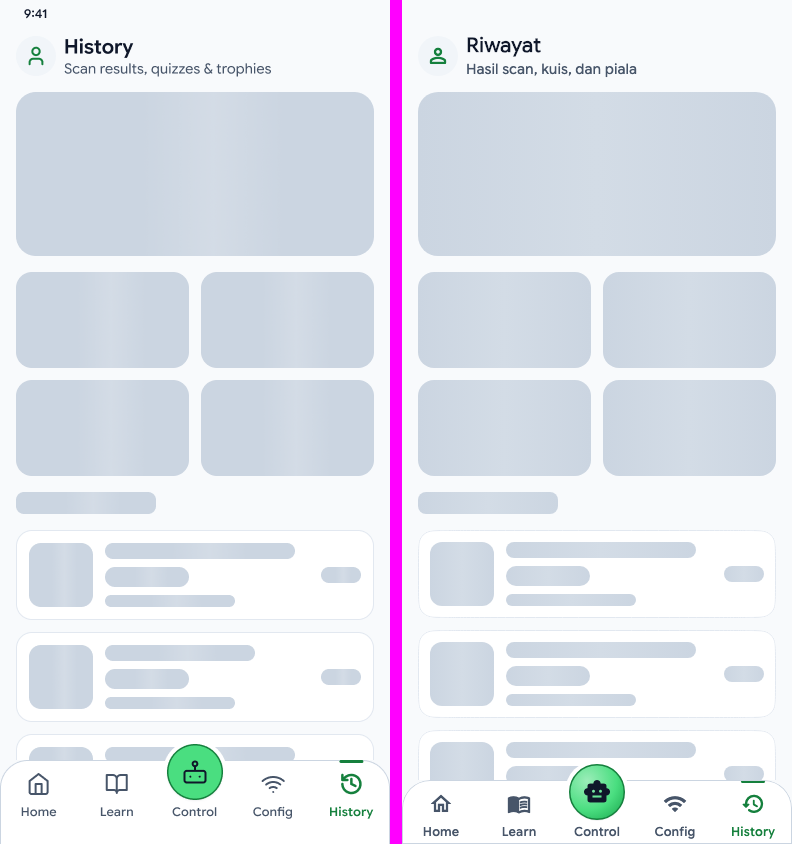 9:41
History
Scan results, quizzes & trophies
Home
Learn
Control
Config
History
Riwayat
Hasil scan, kuis, dan piala
Home
Learn
Control
Config
History